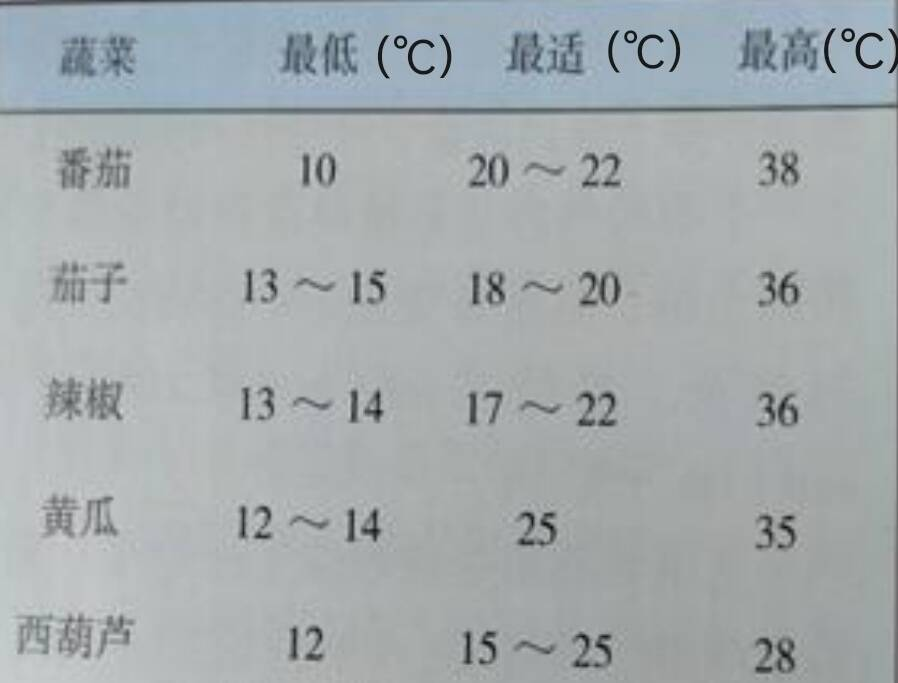 蔬菜 最低 (℃) 最适 (℃) 最高(℃)
番茄 10 20～22 38
茄子 13～15 18～20 36
辣椒 13～14 17～22 36
黄瓜 12～14 25 35
西葫芦 12 15～25 28